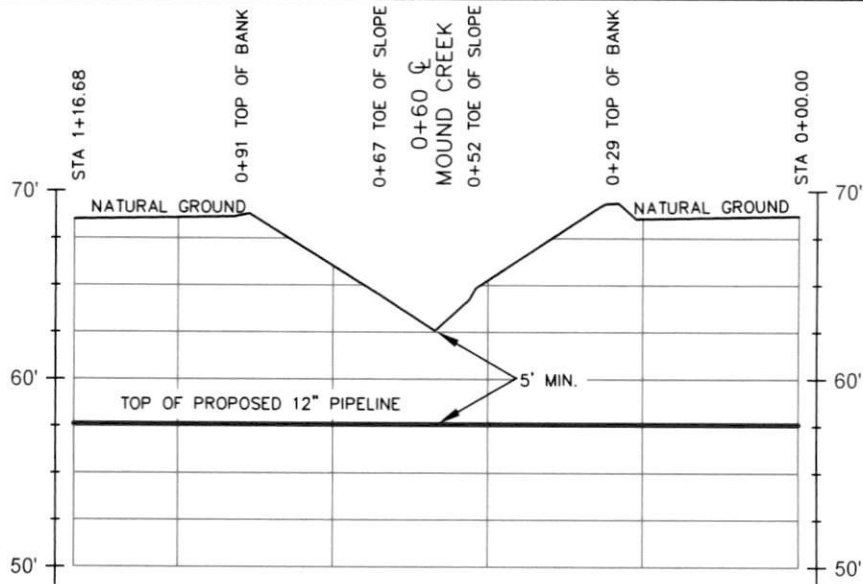 STA 1+16.68
0+91 TOP OF BANK
0+67 TOE OF SLOPE
0+60 ℄
MOUND CREEK
0+52 TOE OF SLOPE
0+29 TOP OF BANK
STA 0+00.00
70'
70'
NATURAL GROUND
NATURAL GROUND
60'
60'
5' MIN.
TOP OF PROPOSED 12" PIPELINE
50'
50'